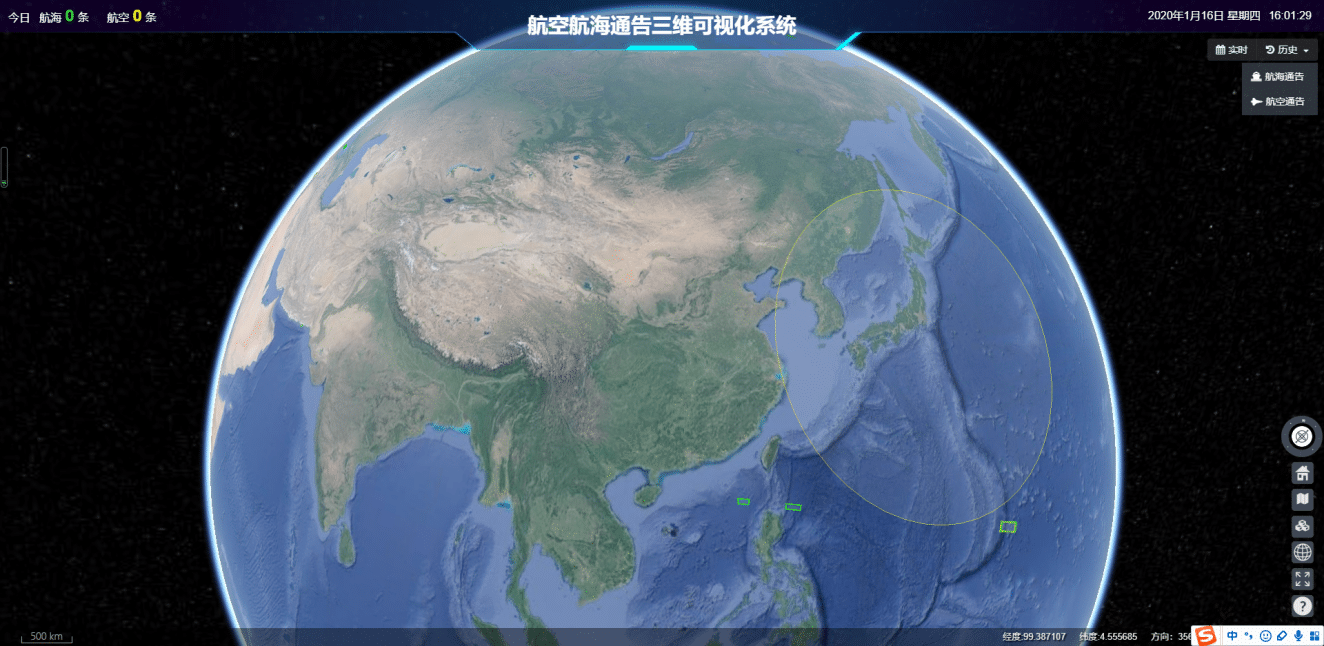 今日 航海 0 条 航空 0 条
航空航海通告三维可视化系统
2020年1月16日 星期四 16:01:29
实时 历史
航海通告
航空通告
500 km
经度:99.387107 纬度:4.555685 方向: 356
中